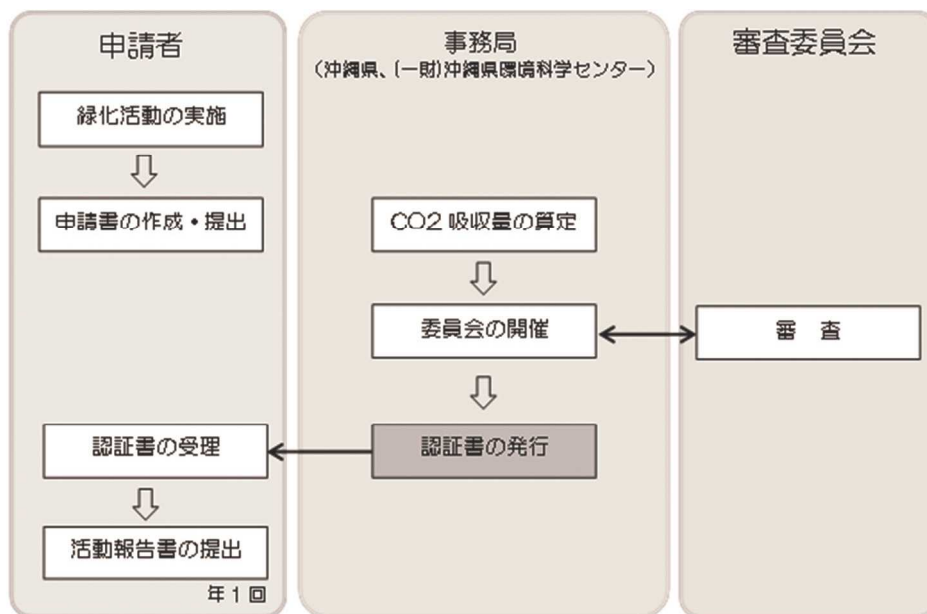 申請者
緑化活動の実施
申請書の作成・提出
認証書の受理
活動報告書の提出
年1回
事務局
(沖縄県、(一財)沖縄県環境科学センター)
CO2 吸収量の算定
委員会の開催
認証書の発行
審査委員会
審 査